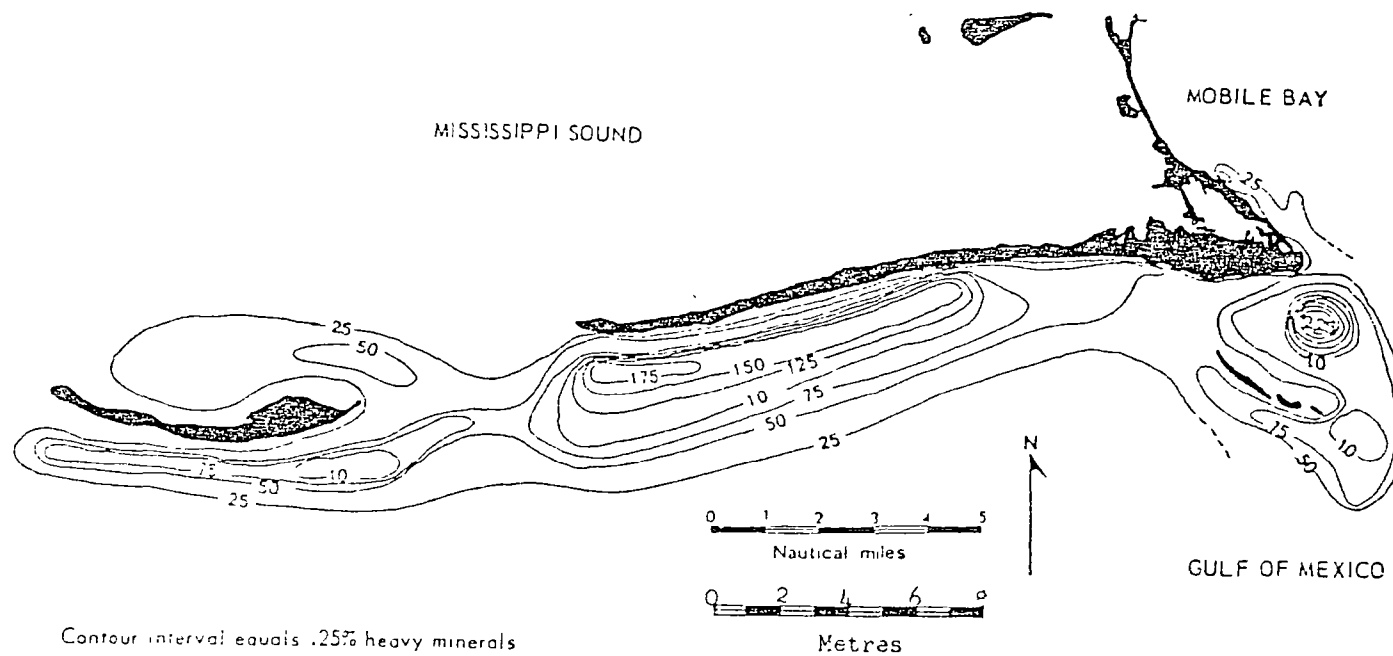 MOBILE BAY
MISSISSIPPI SOUND
25
25
50
175
150
125
10
75
50
25
10
75
50
10
75
50
10
25
N
0 1 2 3 4 5
Nautical miles
GULF OF MEXICO
0 2 4 6
Metres
Contour interval equals .25% heavy minerals